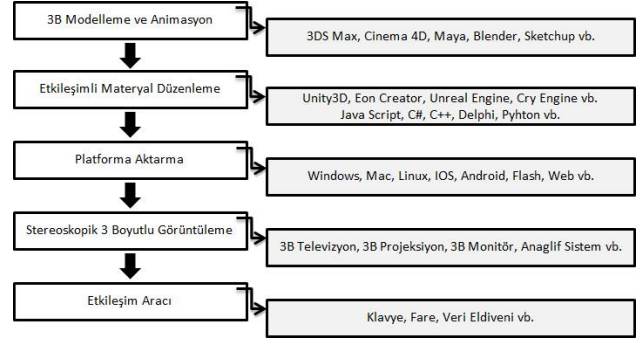 3B Modelleme ve Animasyon
3DS Max, Cinema 4D, Maya, Blender, Sketchup vb.
Etkileşimli Materyal Düzenleme
Unity3D, Eon Creator, Unreal Engine, Cry Engine vb.
Java Script, C#, C++, Delphi, Pyhton vb.
Platforma Aktarma
Windows, Mac, Linux, IOS, Android, Flash, Web vb.
Stereoskopik 3 Boyutlu Görüntüleme
3B Televizyon, 3B Projeksiyon, 3B Monitör, Anaglif Sistem vb.
Etkileşim Aracı
Klavye, Fare, Veri Eldiveni vb.